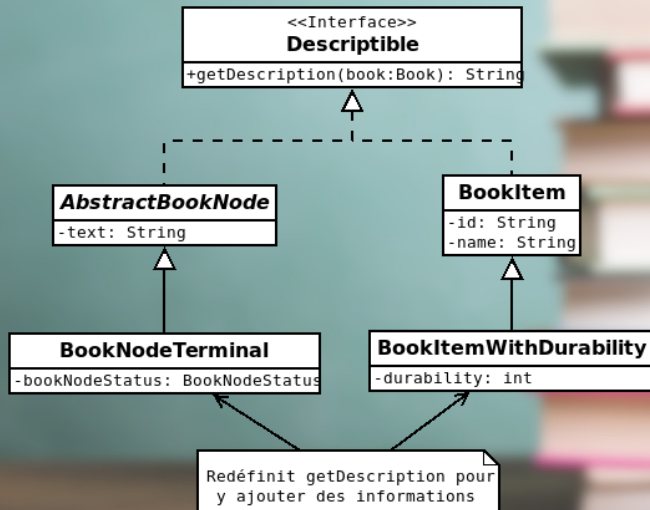 <<Interface>>
Descriptible
+getDescription(book:Book): String
AbstractBookNode
-text: String
BookItem
-id: String
-name: String
BookNodeTerminal
-bookNodeStatus: BookNodeStatus
BookItemWithDurability
-durability: int
Redéfinit getDescription pour
y ajouter des informations